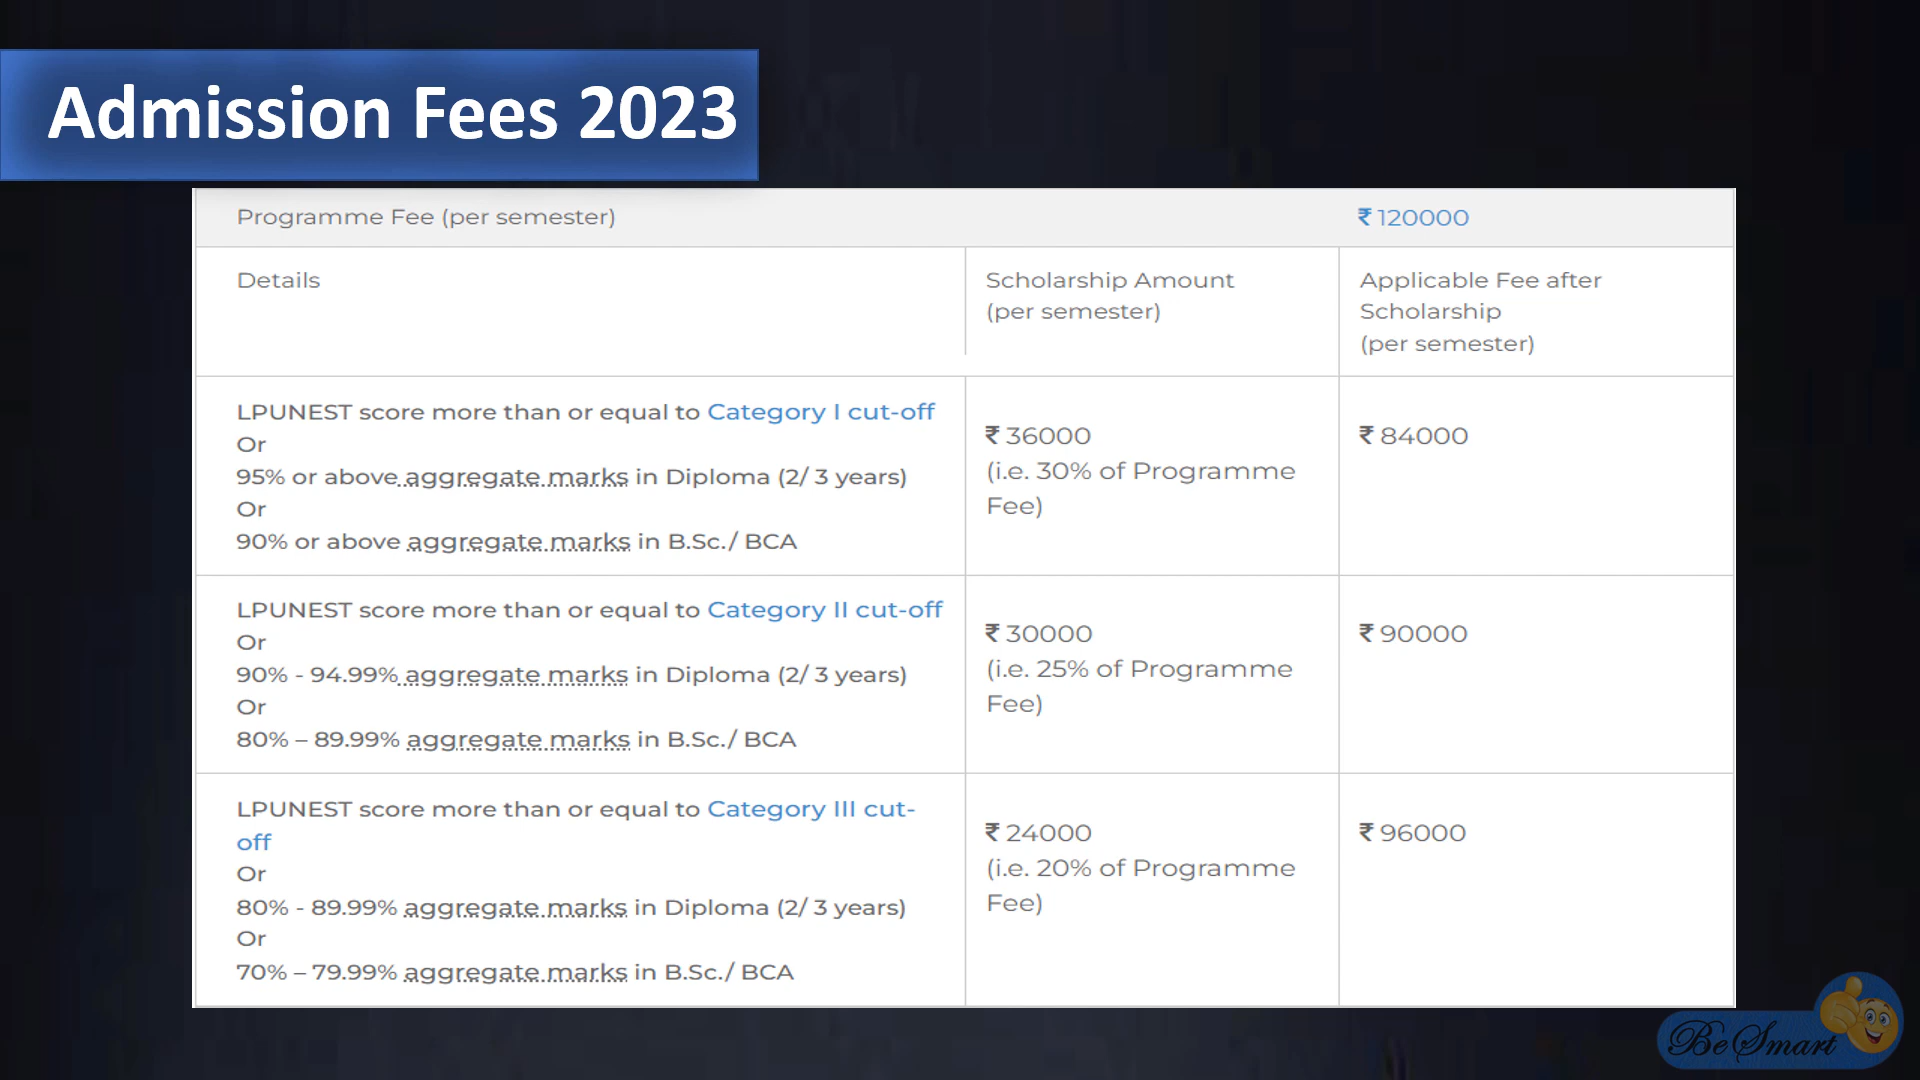 Admission Fees 2023
Programme Fee (per semester)
₹ 120000
Details
Scholarship Amount
(per semester)
Applicable Fee after
Scholarship
(per semester)
LPUNEST score more than or equal to Category I cut-off
Or
95% or above aggregate marks in Diploma (2/ 3 years)
Or
90% or above aggregate marks in B.Sc./ BCA
₹ 36000
(i.e. 30% of Programme
Fee)
₹ 84000
LPUNEST score more than or equal to Category II cut-off
Or
90% - 94.99% aggregate marks in Diploma (2/ 3 years)
Or
80% – 89.99% aggregate marks in B.Sc./ BCA
₹ 30000
(i.e. 25% of Programme
Fee)
₹ 90000
LPUNEST score more than or equal to Category III cut-
off
Or
80% - 89.99% aggregate marks in Diploma (2/ 3 years)
Or
70% – 79.99% aggregate marks in B.Sc./ BCA
₹ 24000
(i.e. 20% of Programme
Fee)
₹ 96000
Be Smart